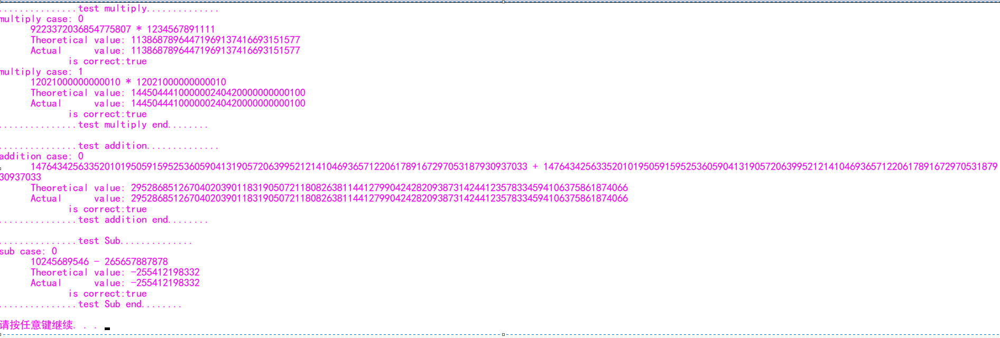 ...............test multiply..............
multiply case: 0
9223372036854775807 * 1234567891111
Theoretical value: 11386878964471969137416693151577
Actual value: 11386878964471969137416693151577
is correct:true
multiply case: 1
12021000000000010 * 12021000000000010
Theoretical value: 144504441000000240420000000000100
Actual value: 144504441000000240420000000000100
is correct:true
...............test multiply end........
...............test addition..............
addition case: 0
14764342563352010195059159525360590413190572063995212141046936571220617891672970531879​30937033 + 14764342563352010195059159525360590413190572063995212141046936571220617891672970531879
30937033
Theoretical value: 2952868512670402039011831905072118082638114412799042428209387314244123578334594106375861874066
Actual value: 2952868512670402039011831905072118082638114412799042428209387314244123578334594106375861874066
is correct:true
...............test addition end........
...............test Sub..............
sub case: 0
10245689546 - 265657887878
Theoretical value: -255412198332
Actual value: -255412198332
is correct:true
...............test Sub end........
请按任意键继续. . .